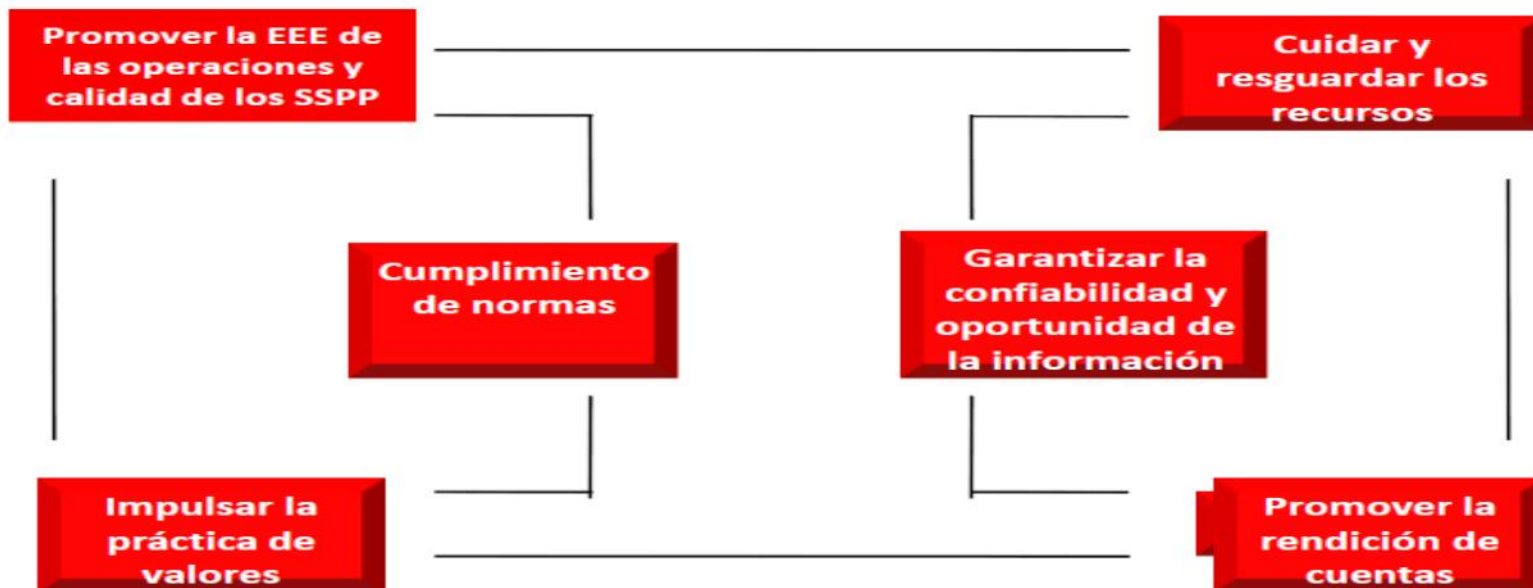 Promover la EEE de
las operaciones y
calidad de los SSPP
Cuidar y
resguardar los
recursos
Cumplimiento
de normas
Garantizar la
confiabilidad y
oportunidad de
la información
Impulsar la
práctica de
valores
Promover la
rendición de
cuentas